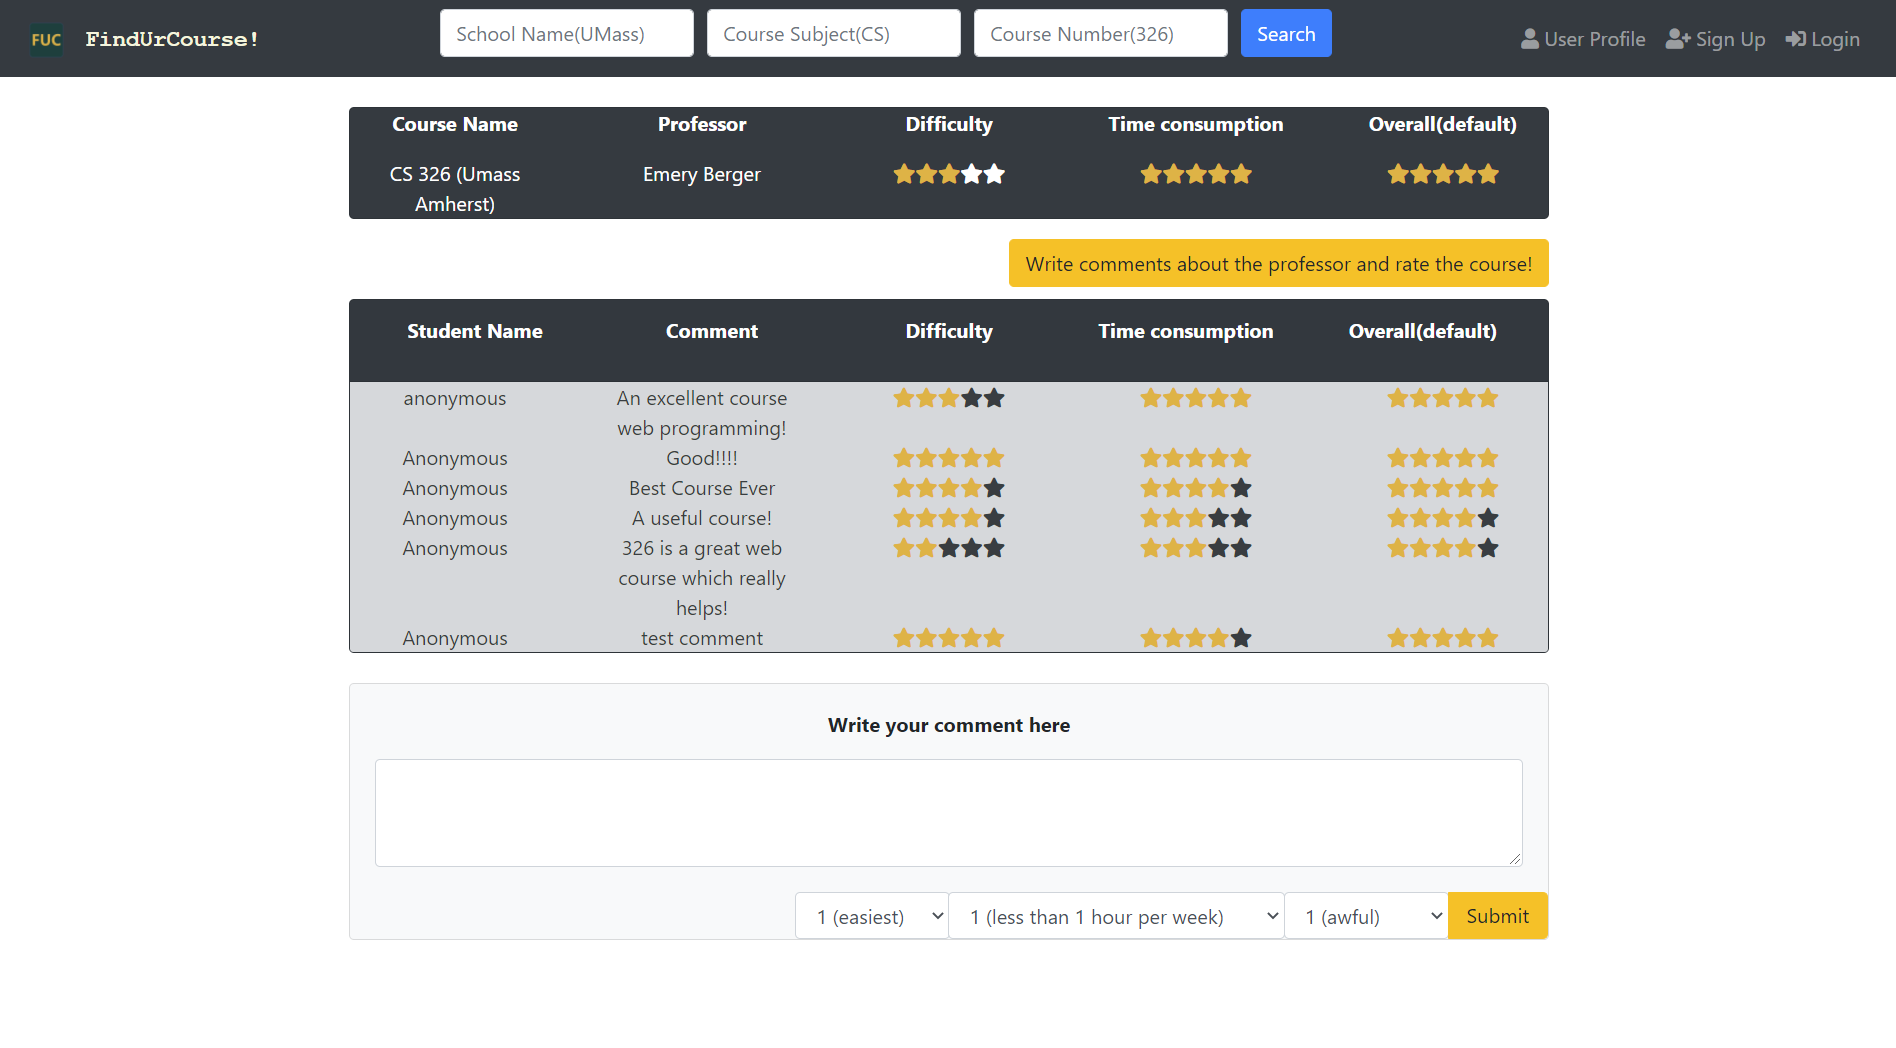 FUC FindUrCourse! School Name(UMass) Course Subject(CS) Course Number(326) Search User Profile Sign Up Login
Course Name Professor Difficulty Time consumption Overall(default)
CS 326 (Umass Emery Berger
Amherst)
Write comments about the professor and rate the course!
Student Name Comment Difficulty Time consumption Overall(default)
anonymous An excellent course
web programming!
Anonymous Good!!!!
Anonymous Best Course Ever
Anonymous A useful course!
Anonymous 326 is a great web
course which really
helps!
Anonymous test comment
Write your comment here
1 (easiest) 1 (less than 1 hour per week) 1 (awful) Submit